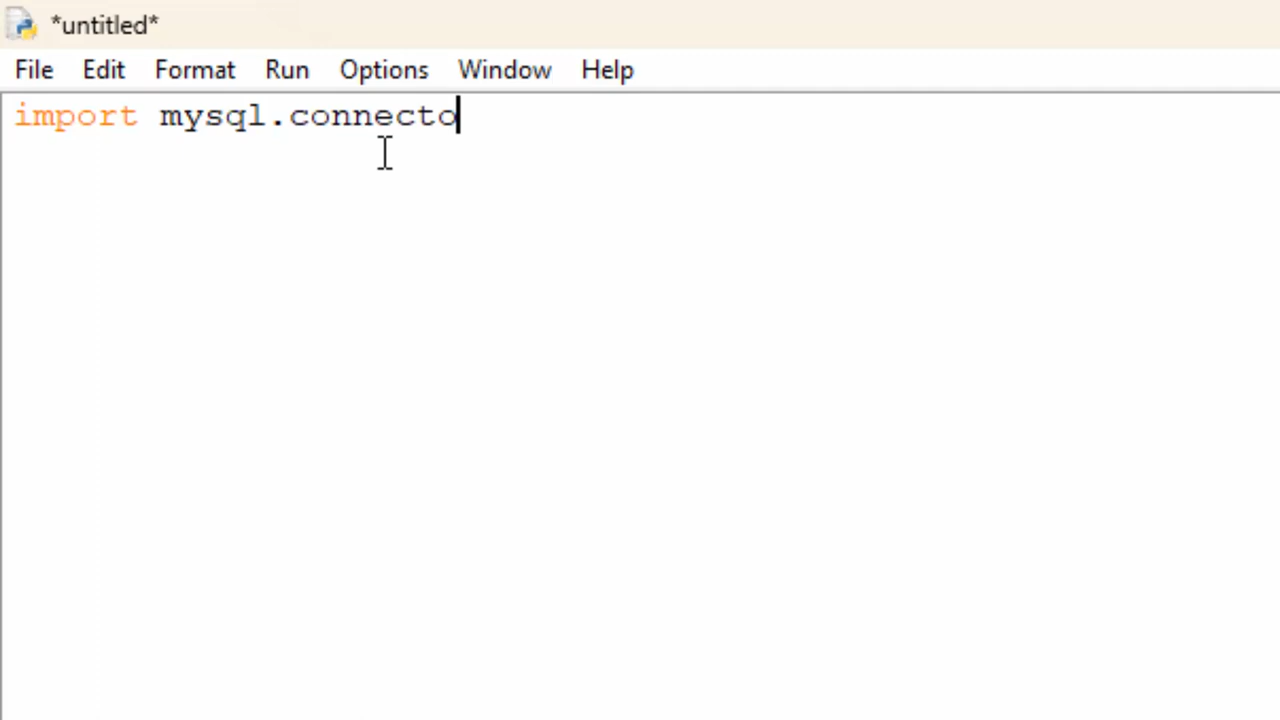 *untitled*
File Edit Format Run Options Window Help
import mysql.connecto